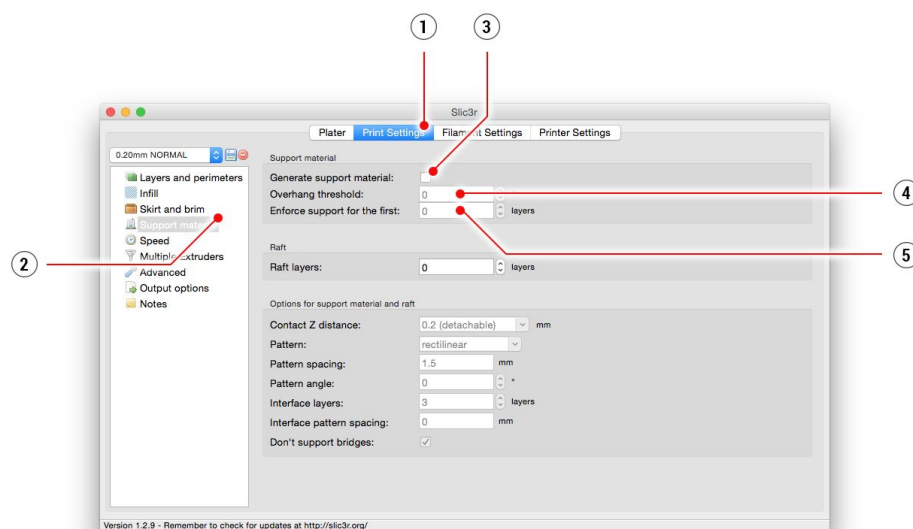 1
3
Slic3r
Plater Print Settings Filament Settings Printer Settings
0.20mm NORMAL
Support material
Layers and perimeters
Generate support material:
Infill
Overhang threshold: 0
4
Skirt and brim
Enforce support for the first: 0 layers
Support material
Speed
5
Raft
Multiple Extruders
2
Raft layers: 0 layers
Advanced
Output options
Notes
Options for support material and raft
Contact Z distance: 0.2 (detachable) mm
Pattern: rectilinear
Pattern spacing: 1.5 mm
Pattern angle: 0 °
Interface layers: 3 layers
Interface pattern spacing: 0 mm
Don't support bridges:
Version 1.2.9 - Remember to check for updates at http://slic3r.org/